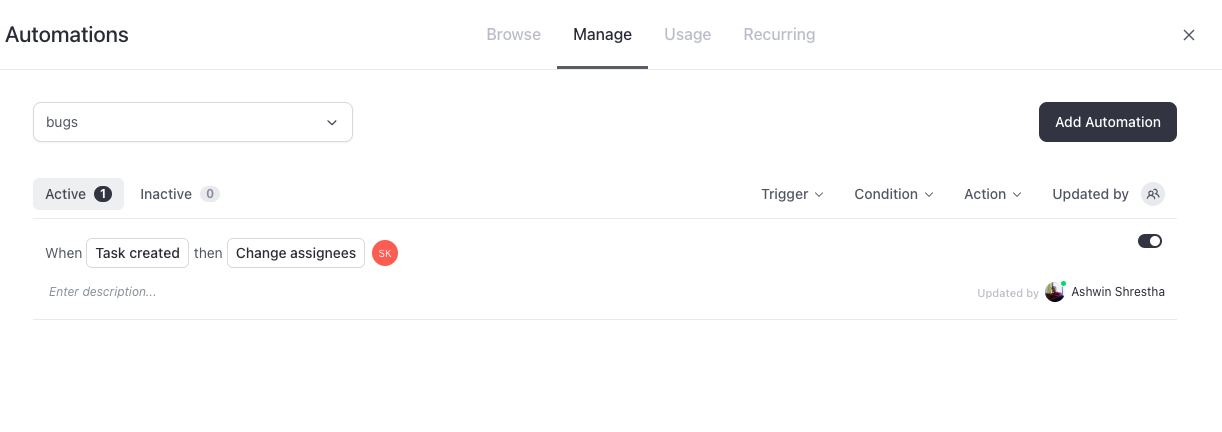 Automations Browse Manage Usage Recurring
bugs Add Automation
Active 1 Inactive 0 Trigger Condition Action Updated by
When Task created then Change assignees SK
Enter description...
Updated by Ashwin Shrestha